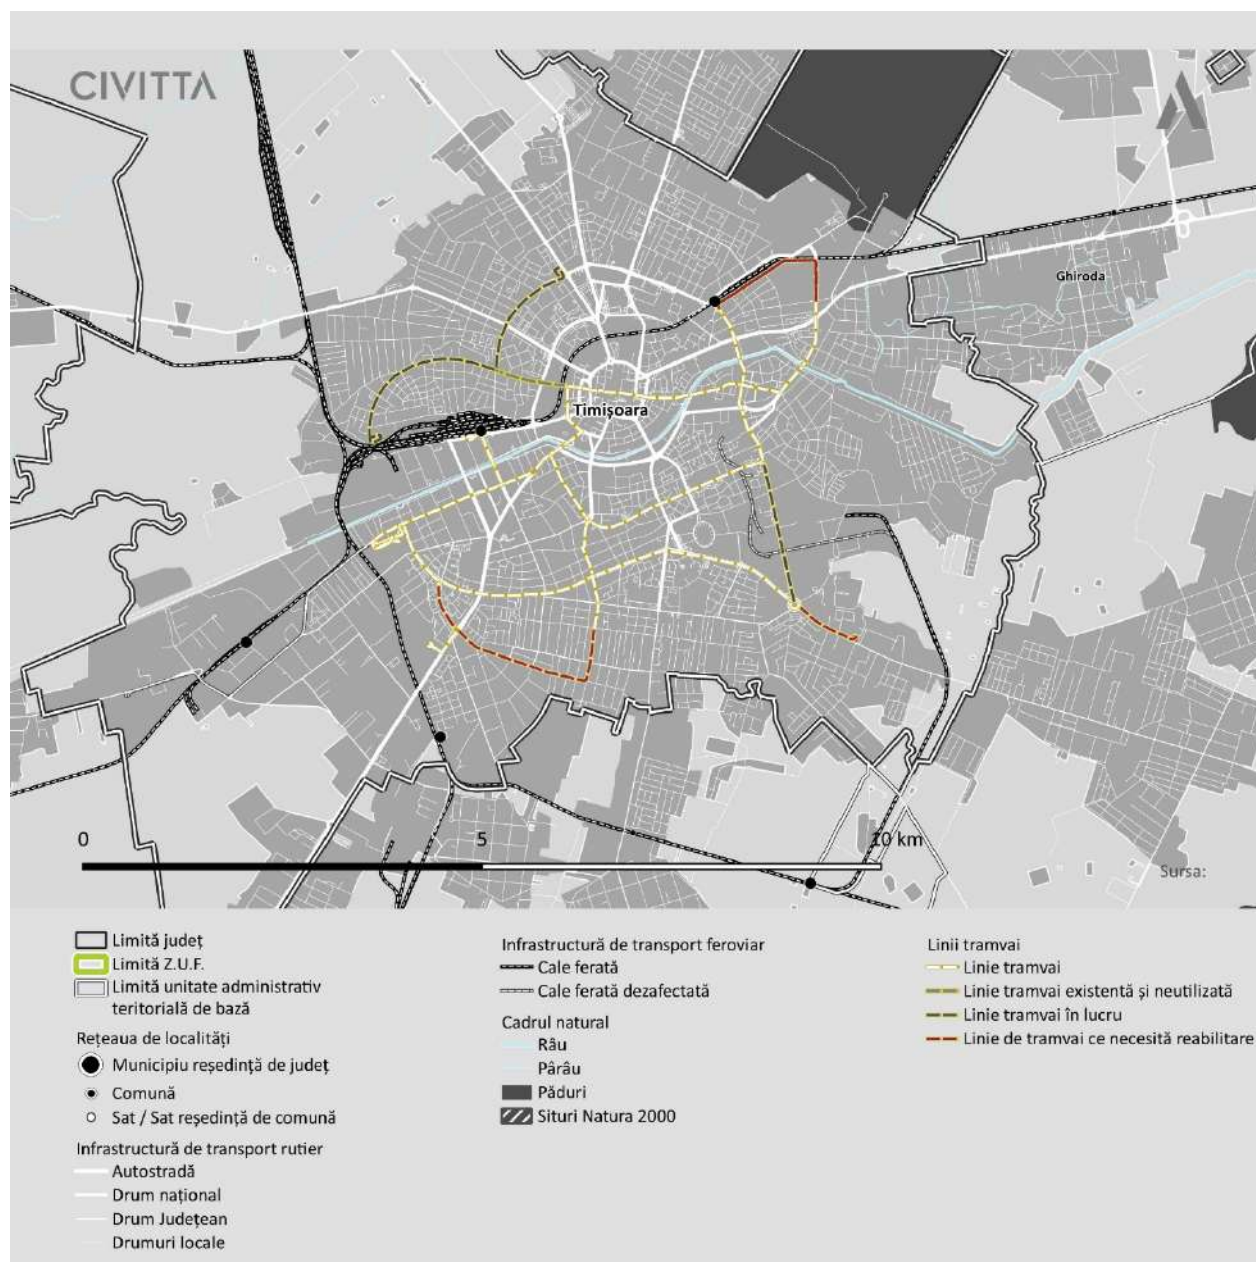 CIVITTA
Ghiroda
Timișoara
0
5
10 km
Sursa:
Limită județ
Limită Z.U.F.
Limită unitate administrativ
teritorială de bază
Rețeaua de localități
Municipiu reședință de județ
Comună
Sat / Sat reședință de comună
Infrastructură de transport rutier
Autostradă
Drum național
Drum Județean
Drumuri locale
Infrastructură de transport feroviar
Cale ferată
Cale ferată dezafectată
Cadrul natural
Râu
Pârâu
Păduri
Situri Natura 2000
Linii tramvai
Linie tramvai
Linie tramvai existentă și neutilizată
Linie tramvai în lucru
Linie de tramvai ce necesită reabilitare